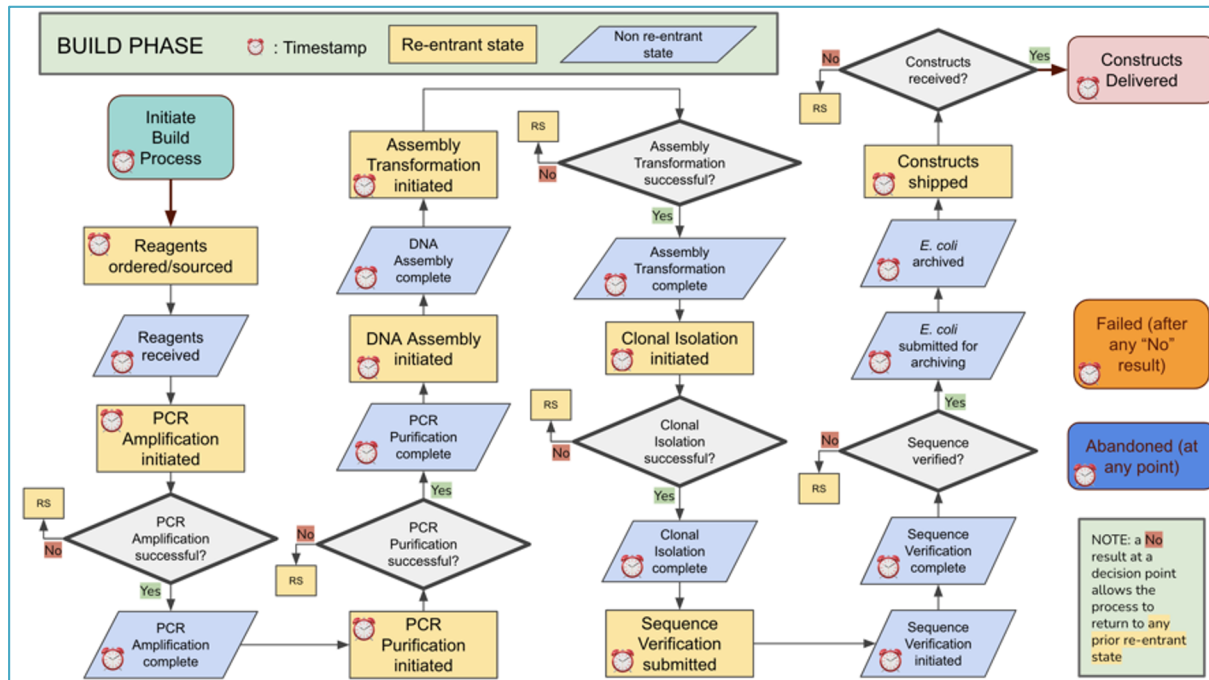 BUILD PHASE
: Timestamp
Re-entrant state
Non re-entrant
state
Initiate
Build
Process
Reagents
ordered/sourced
Reagents
received
PCR
Amplification
initiated
RS
No
PCR
Amplification
successful?
Yes
PCR
Amplification
complete
PCR
Purification
initiated
No
RS
PCR
Purification
successful?
Yes
PCR
Purification
complete
DNA Assembly
initiated
DNA
Assembly
complete
Assembly
Transformation
initiated
RS
No
Assembly
Transformation
successful?
Yes
Assembly
Transformation
complete
Clonal Isolation
initiated
RS
No
Clonal
Isolation
successful?
Yes
Clonal
Isolation
complete
Sequence
Verification
submitted
Sequence
Verification
initiated
Sequence
Verification
complete
No
RS
Sequence
verified?
Yes
E. coli
submitted for
archiving
E. coli
archived
Constructs
shipped
No
RS
Constructs
received?
Yes
Constructs
Delivered
Failed (after
any “No”
result)
Abandoned (at
any point)
NOTE: a No
result at a
decision point
allows the
process to
return to any
prior re-entrant
state